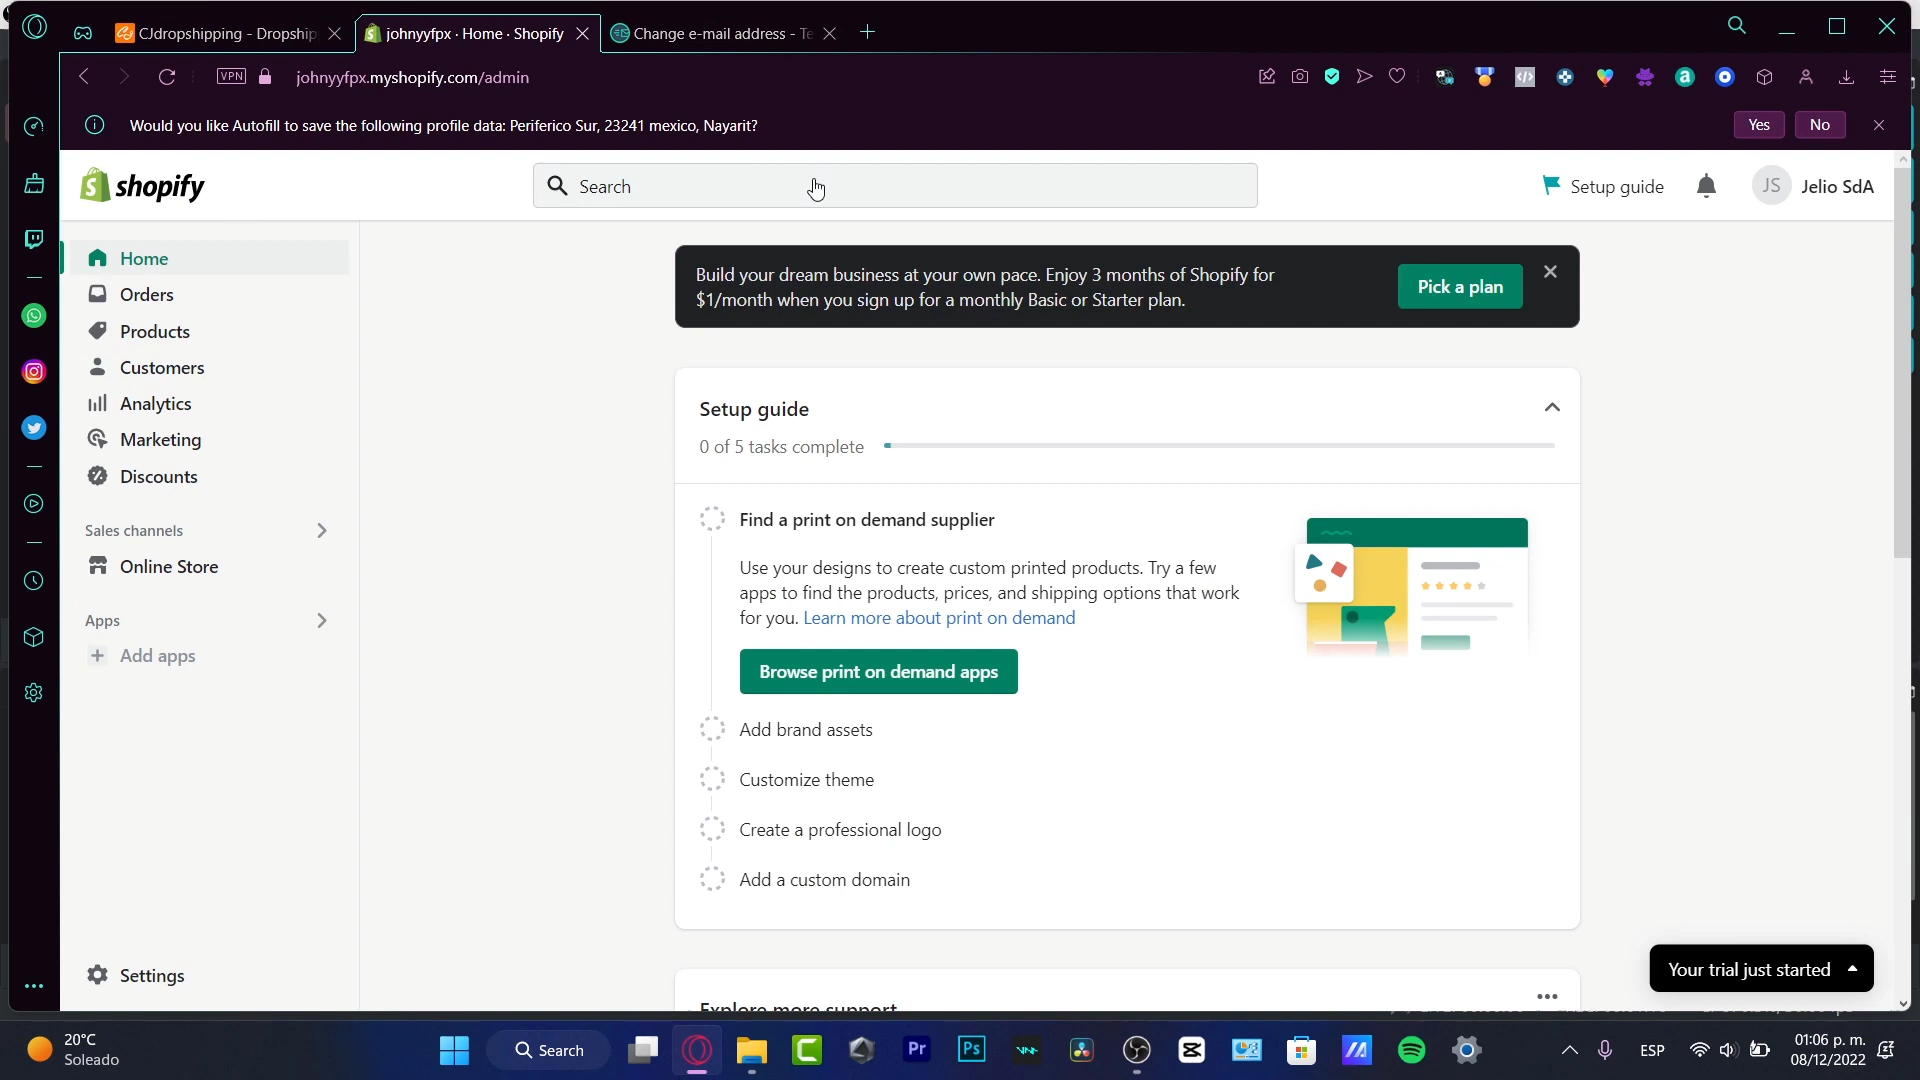 CJdropshipping - Dropship
johnyyfpx · Home · Shopify
Change e-mail address - Te
VPN
johnyyfpx.myshopify.com/admin
Would you like Autofill to save the following profile data: Periferico Sur, 23241 mexico, Nayarit?
Yes
No
shopify
Search
Setup guide
JS
Jelio SdA
Home
Orders
Products
Customers
Analytics
Marketing
Discounts
Sales channels
Online Store
Apps
Add apps
Settings
Build your dream business at your own pace. Enjoy 3 months of Shopify for
$1/month when you sign up for a monthly Basic or Starter plan.
Pick a plan
Setup guide
0 of 5 tasks complete
Find a print on demand supplier
Use your designs to create custom printed products. Try a few
apps to find the products, prices, and shipping options that work
for you. Learn more about print on demand
Browse print on demand apps
Add brand assets
Customize theme
Create a professional logo
Add a custom domain
Explore more support
Your trial just started
20°C
Soleado
Search
Pr
Ps
ESP
01:06 p. m.
08/12/2022